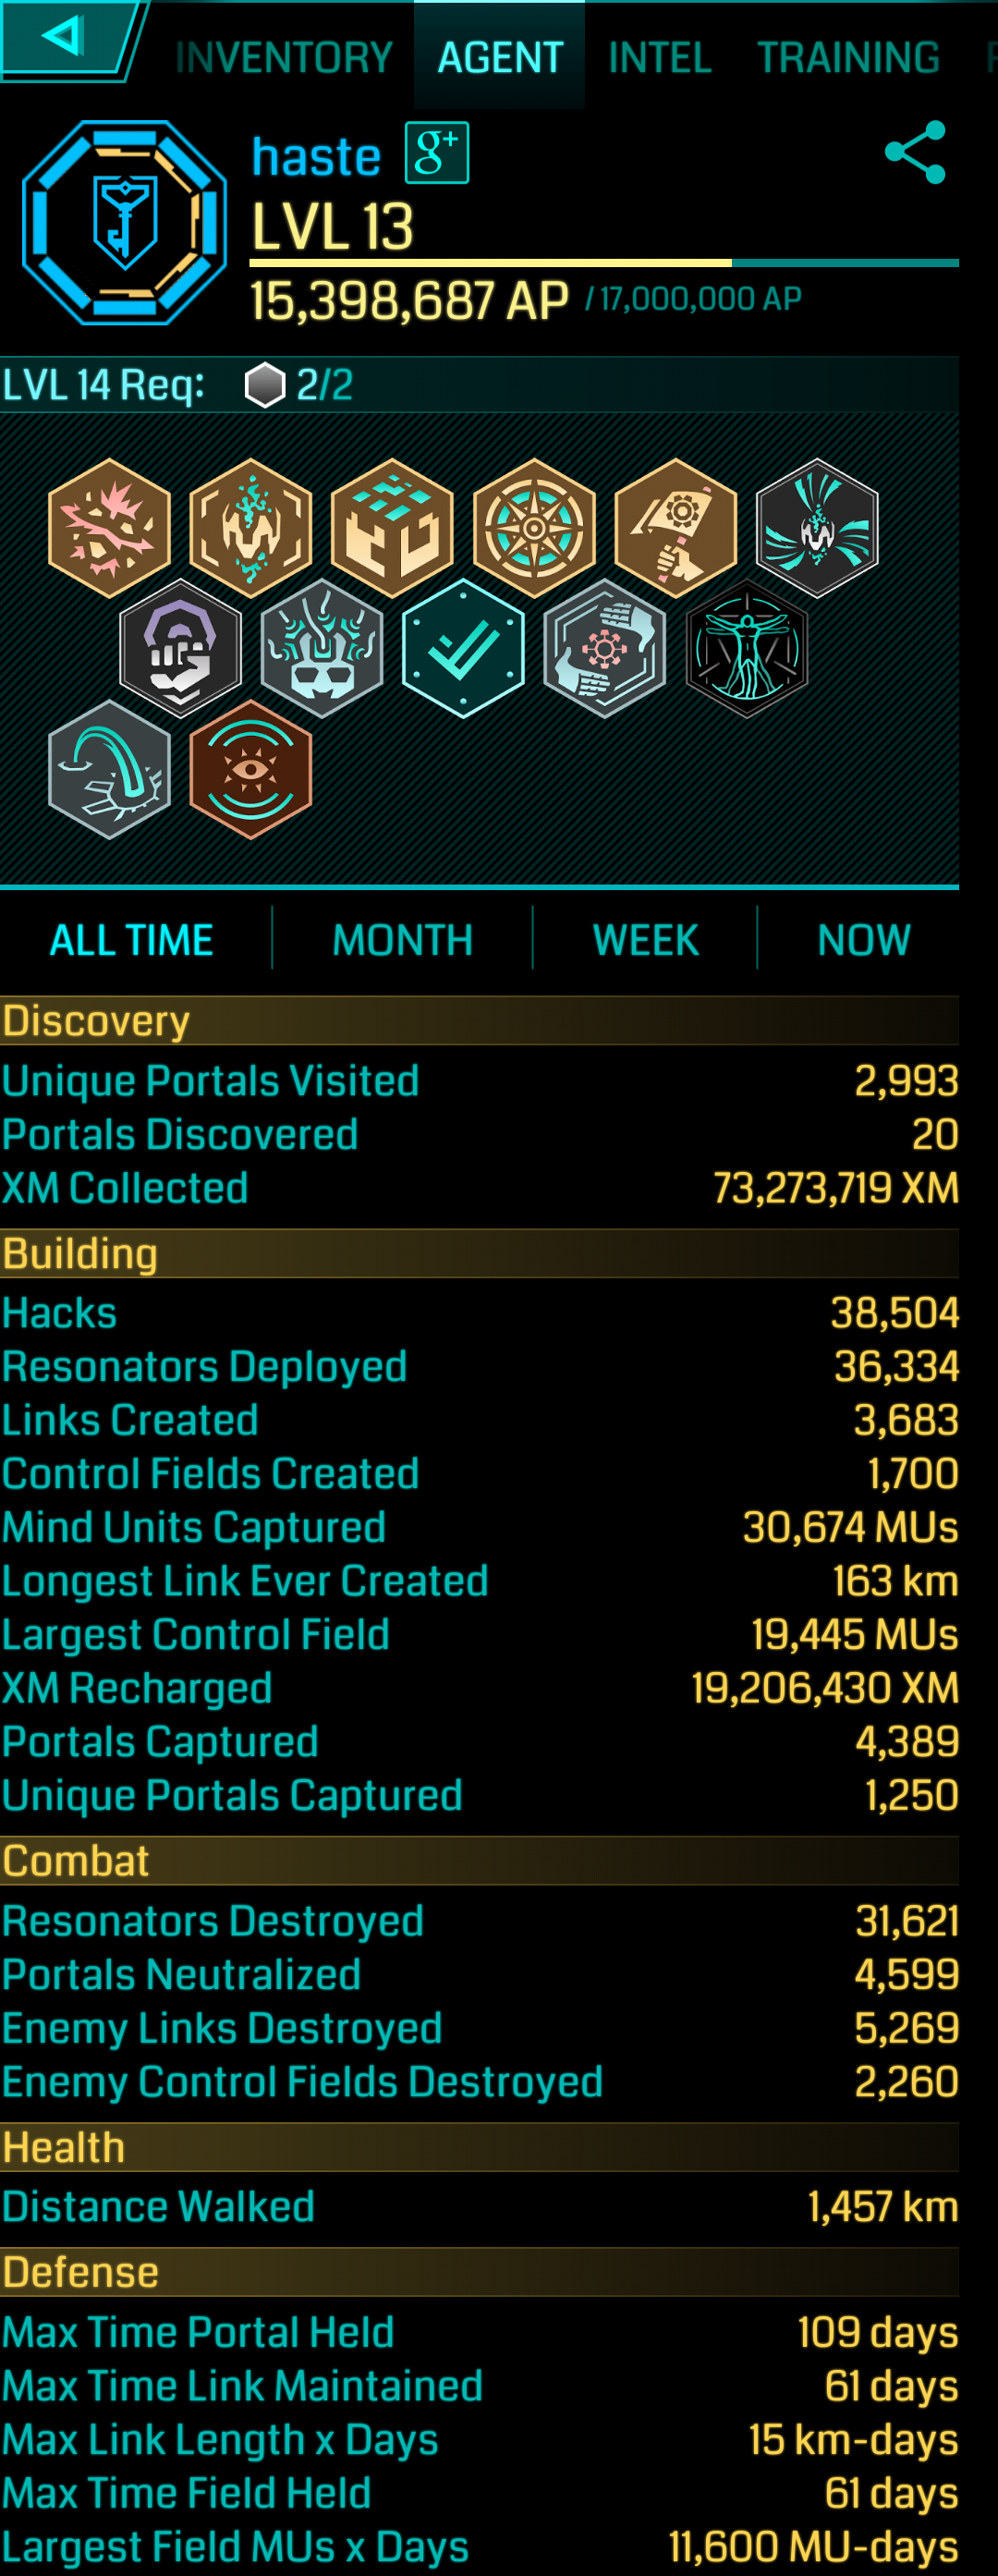 INVENTORY AGENT INTEL TRAINING
haste g+
LVL 13
15,398,687 AP / 17,000,000 AP
LVL 14 Req: 2/2
ALL TIME MONTH WEEK NOW
Discovery
Unique Portals Visited 2,993
Portals Discovered 20
XM Collected 73,273,719 XM
Building
Hacks 38,504
Resonators Deployed 36,334
Links Created 3,683
Control Fields Created 1,700
Mind Units Captured 30,674 MUs
Longest Link Ever Created 163 km
Largest Control Field 19,445 MUs
XM Recharged 19,206,430 XM
Portals Captured 4,389
Unique Portals Captured 1,250
Combat
Resonators Destroyed 31,621
Portals Neutralized 4,599
Enemy Links Destroyed 5,269
Enemy Control Fields Destroyed 2,260
Health
Distance Walked 1,457 km
Defense
Max Time Portal Held 109 days
Max Time Link Maintained 61 days
Max Link Length x Days 15 km-days
Max Time Field Held 61 days
Largest Field MUs x Days 11,600 MU-days